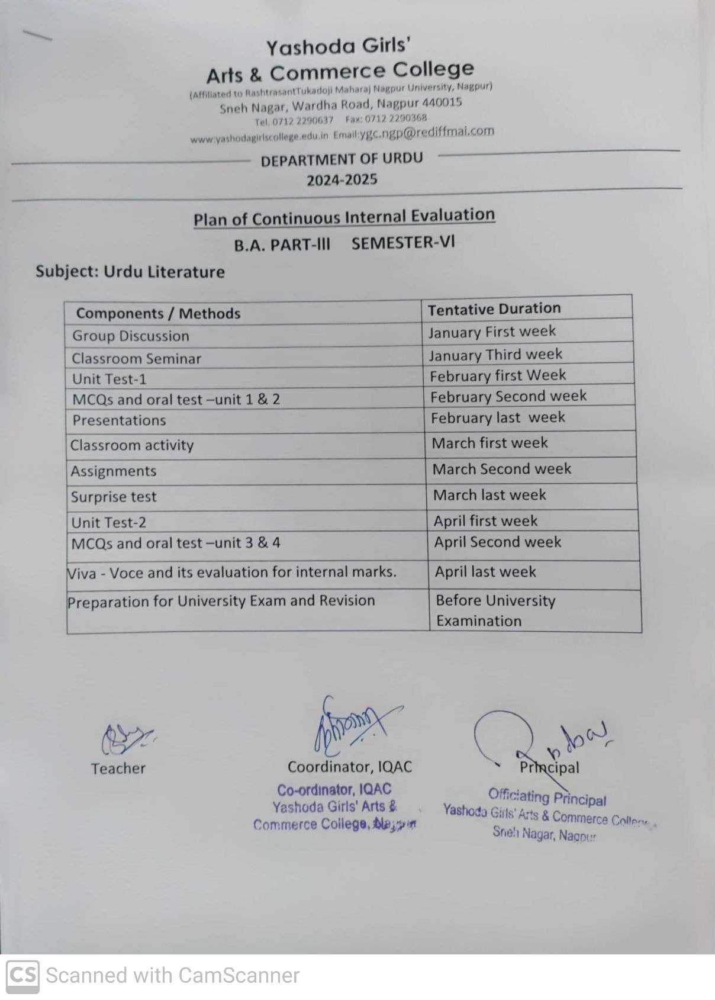 Yashoda Girls'
Arts & Commerce College
(Affiliated to RashtrasantTukadoji Maharaj Nagpur University, Nagpur)
Sneh Nagar, Wardha Road, Nagpur 440015
Tel. 0712 2290637 Fax: 0712 2290368
www.yashodagirlscollege.edu.in Email:ygc.ngp@rediffmai.com
DEPARTMENT OF URDU
2024-2025
Plan of Continuous Internal Evaluation
B.A. PART-III SEMESTER-VI
Subject: Urdu Literature
Components / Methods Tentative Duration
Group Discussion January First week
Classroom Seminar January Third week
Unit Test-1 February first Week
MCQs and oral test –unit 1 & 2 February Second week
Presentations February last week
Classroom activity March first week
Assignments March Second week
Surprise test March last week
Unit Test-2 April first week
MCQs and oral test –unit 3 & 4 April Second week
Viva - Voce and its evaluation for internal marks. April last week
Preparation for University Exam and Revision Before University
Examination
Teacher Coordinator, IQAC Principal
Co-ordinator, IQAC
Yashoda Girls' Arts &
Commerce College, Nagpur
Officiating Principal
Yashoda Girls' Arts & Commerce College
Sneh Nagar, Nagpur
CS Scanned with CamScanner